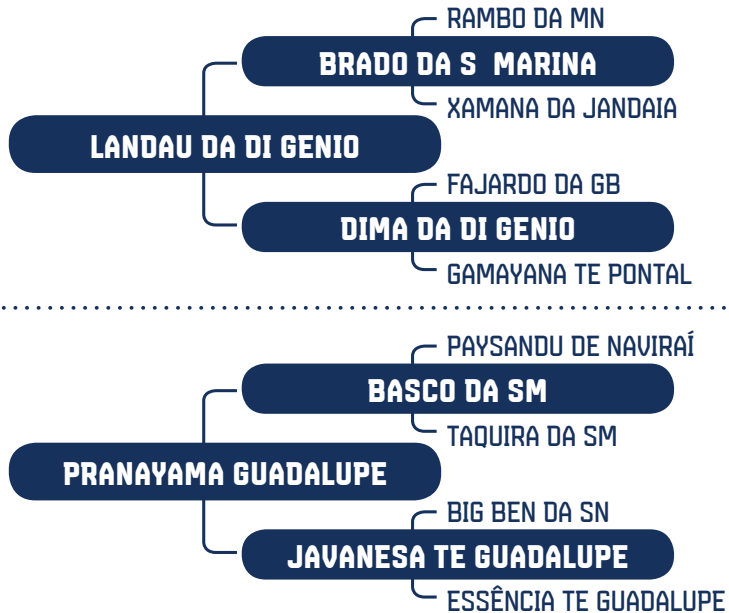 RAMBO DA MN
BRADO DA S MARINA
XAMANA DA JANDAIA
LANDAU DA DI GENIO
FAJARDO DA GB
DIMA DA DI GENIO
GAMAYANA TE PONTAL
PAYSANDU DE NAVIRAÍ
BASCO DA SM
TAQUIRA DA SM
PRANAYAMA GUADALUPE
BIG BEN DA SN
JAVANESA TE GUADALUPE
ESSÊNCIA TE GUADALUPE